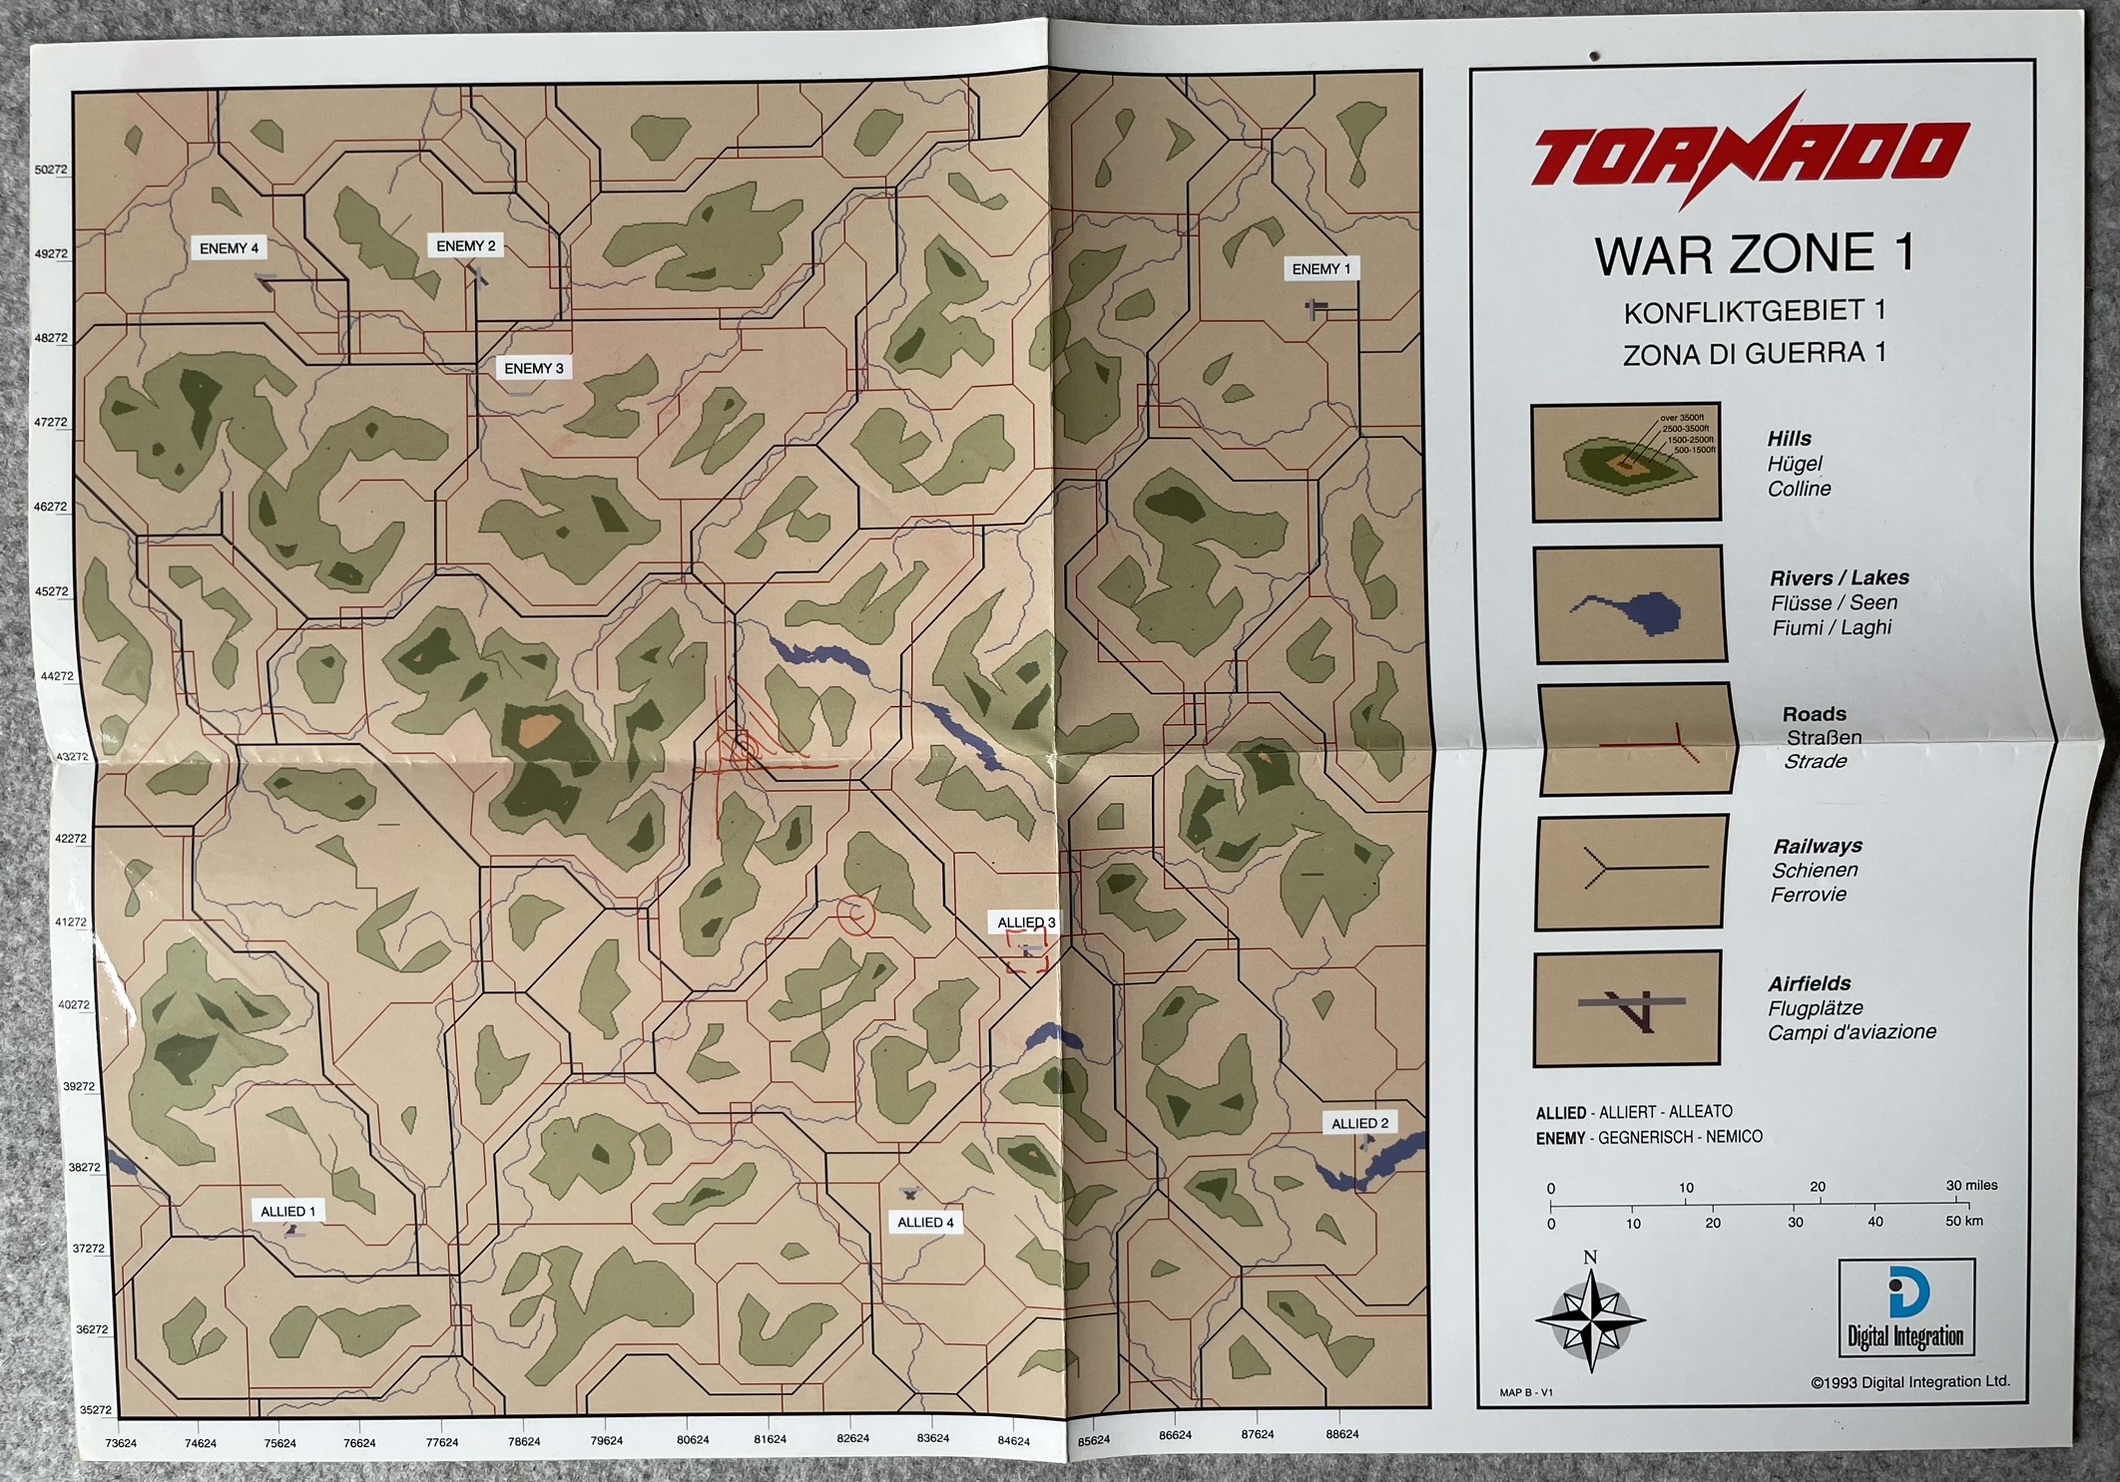 50272
49272
48272
47272
46272
45272
44272
43272
42272
41272
40272
39272
38272
37272
36272
35272
73624
74624
75624
76624
77624
78624
79624
80624
81624
82624
83624
84624
85624
86624
87624
88624
ENEMY 4
ENEMY 2
ENEMY 1
ENEMY 3
ALLIED 3
ALLIED 2
ALLIED 1
ALLIED 4
TORNADO
WAR ZONE 1
KONFLIKTGEBIET 1
ZONA DI GUERRA 1
over 3500ft
2500-3500ft
1500-2500ft
500-1500ft
Hills
Hügel
Colline
Rivers / Lakes
Flüsse / Seen
Fiumi / Laghi
Roads
Straßen
Strade
Railways
Schienen
Ferrovie
Airfields
Flugplätze
Campi d'aviazione
ALLIED - ALLIERT - ALLEATO
ENEMY - GEGNERISCH - NEMICO
0 10 20 30 miles
0 10 20 30 40 50 km
N
Digital Integration
MAP B - V1
©1993 Digital Integration Ltd.